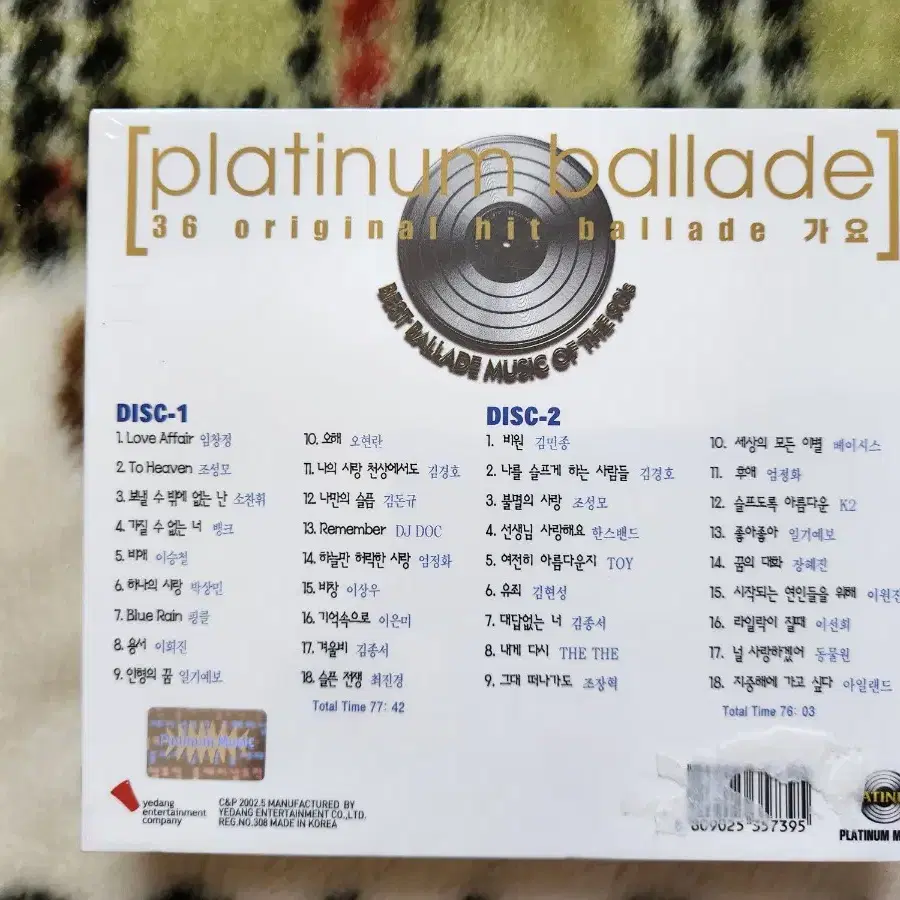 [platinum ballade]
36 original hit ballade 가요
BEST BALLADE MUSIC OF THE 90's
DISC-1
1. Love Affair 임창정
2. To Heaven 조성모
3. 보낼 수 밖에 없는 난 소찬휘
4. 가질 수 없는 너 뱅크
5. 비애 이승철
6. 하나의 사랑 박상민
7. Blue Rain 핑클
8. 용서 이희진
9. 인형의 꿈 일기예보
10. 오해 오현란
11. 나의 사랑 천상에서도 김경호
12. 나만의 슬픔 김돈규
13. Remember DJ DOC
14. 하늘만 허락한 사랑 엄정화
15. 비창 이상우
16. 기억속으로 이은미
17. 겨울비 김종서
18. 슬픈 전쟁 최진경
Total Time 77: 42
DISC-2
1. 비원 김민종
2. 나를 슬프게 하는 사람들 김경호
3. 불멸의 사랑 조성모
4. 선생님 사랑해요 한스밴드
5. 여전히 아름다운지 TOY
6. 유죄 김현성
7. 대답없는 너 김종서
8. 내게 다시 THE THE
9. 그대 떠나가도 조장혁
10. 세상의 모든 이별 베이시스
11. 후애 엄정화
12. 슬프도록 아름다운 K2
13. 좋아좋아 일기예보
14. 꿈의 대화 장혜진
15. 시작되는 연인들을 위해 이원진
16. 라일락이 질때 이선희
17. 널 사랑하겠어 동물원
18. 지중해에 가고 싶다 아일랜드
Total Time 76: 03
Platinum Music
yedang
entertainment
company
C&P 2002.5 MANUFACTURED BY
YEDANG ENTERTAINMENT CO.,LTD.
REG.NO.308 MADE IN KOREA
8 809025 357395
PLATINUM M